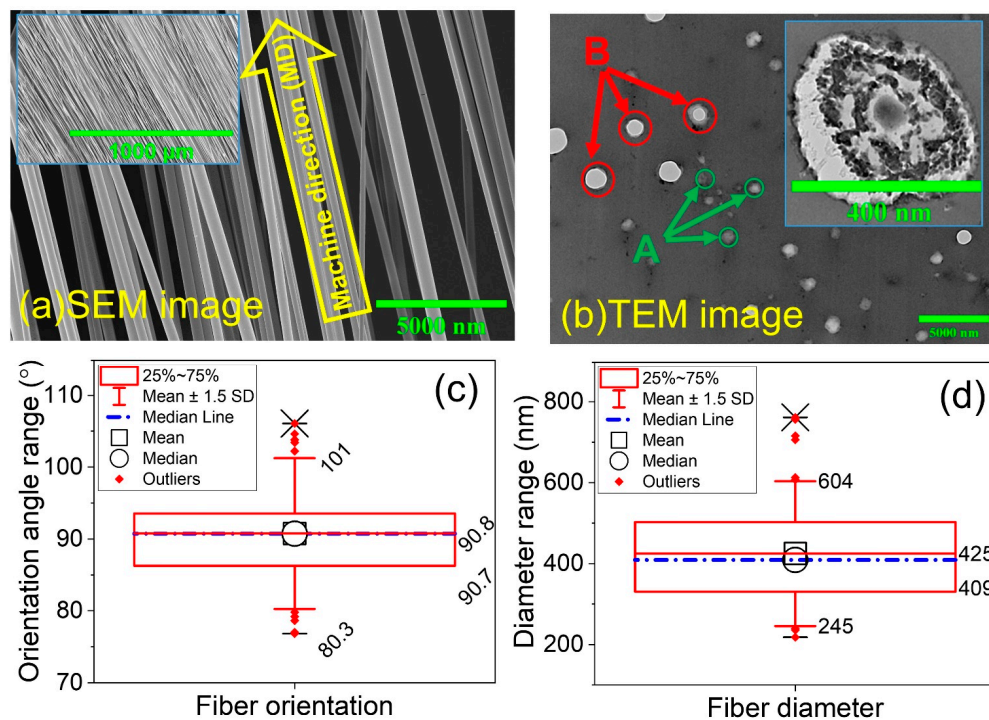 1000 µm
Machine direction (MD)
(a)SEM image
5000 nm
B
A
400 nm
(b)TEM image
5000 nm
(c)
25%~75%
Mean ± 1.5 SD
Median Line
Mean
Median
Outliers
Orientation angle range (°)
110
100
90
80
70
101
90.8
90.7
80.3
Fiber orientation
(d)
25%~75%
Mean ± 1.5 SD
Median Line
Mean
Median
Outliers
Diameter range (nm)
800
600
400
200
604
425
409
245
Fiber diameter